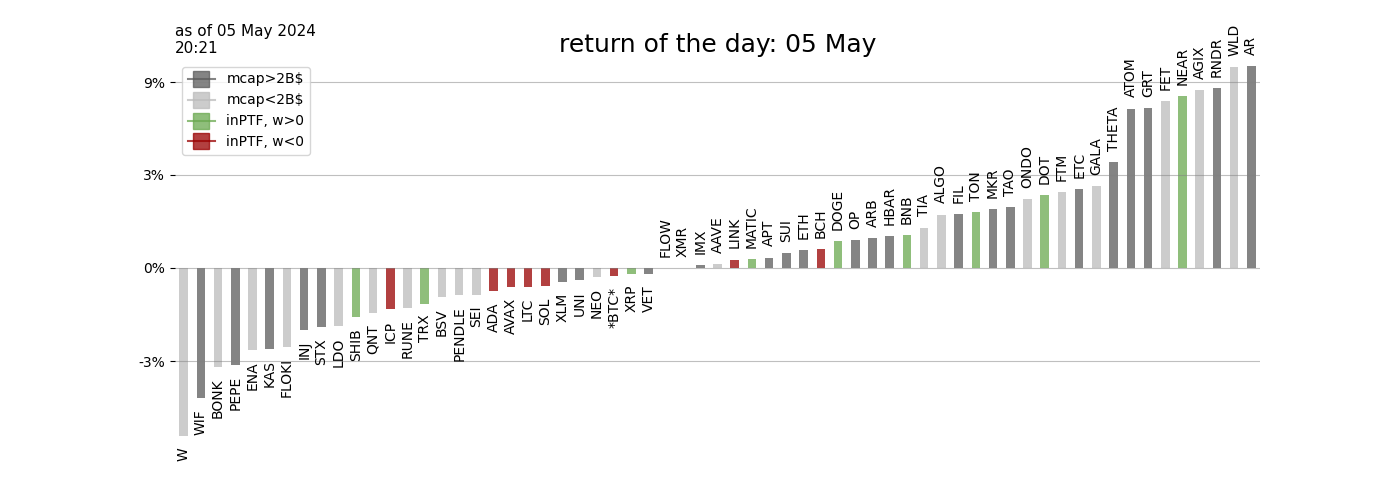 as of 05 May 2024
20:21
return of the day: 05 May
mcap>2B$
mcap<2B$
inPTF, w>0
inPTF, w<0
9%
3%
0%
-3%
W
WIF
BONK
PEPE
ENA
KAS
FLOKI
INJ
STX
LDO
SHIB
QNT
ICP
RUNE
TRX
BSV
PENDLE
SEI
ADA
AVAX
LTC
SOL
XLM
UNI
NEO
*BTC*
XRP
VET
FLOW
XMR
IMX
AAVE
LINK
MATIC
APT
SUI
ETH
BCH
DOGE
OP
ARB
HBAR
BNB
TIA
ALGO
FIL
TON
MKR
TAO
ONDO
DOT
FTM
ETC
GALA
THETA
ATOM
GRT
FET
NEAR
AGIX
RNDR
WLD
AR